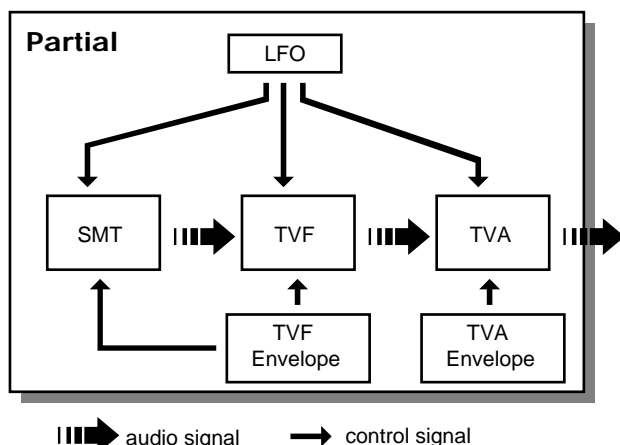 Partial
LFO
SMT
TVF
TVA
TVF
Envelope
TVA
Envelope
audio signal
control signal